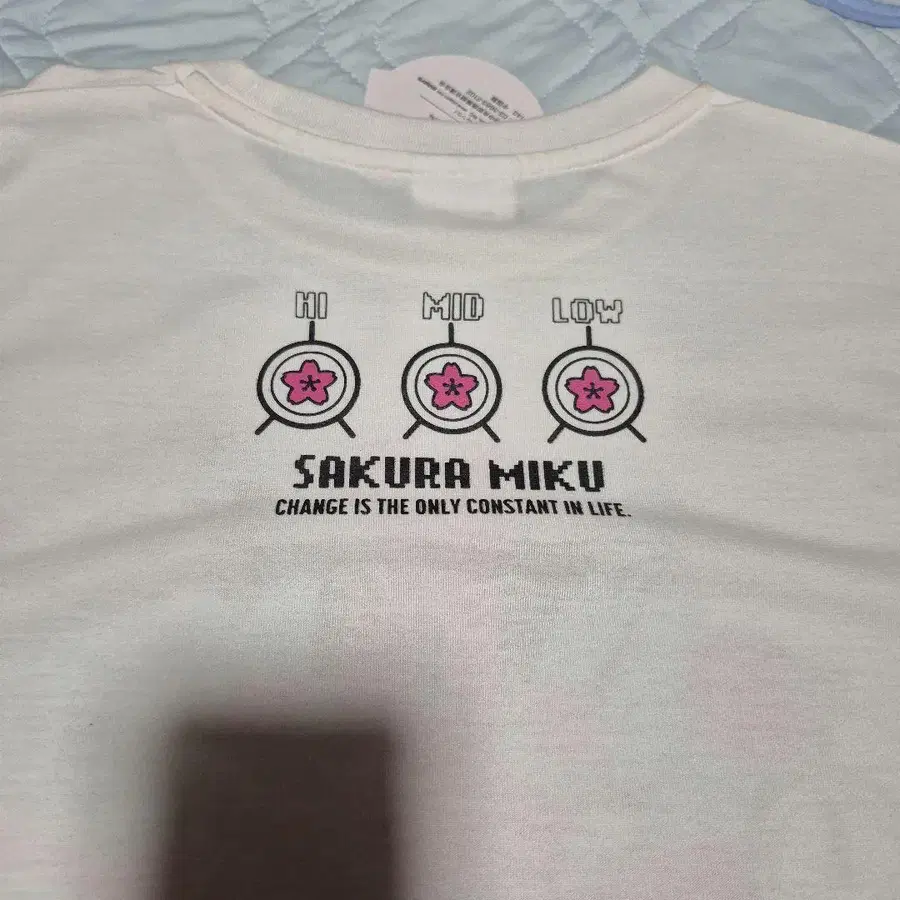 HI MID LOW
SAKURA MIKU
CHANGE IS THE ONLY CONSTANT IN LIFE.